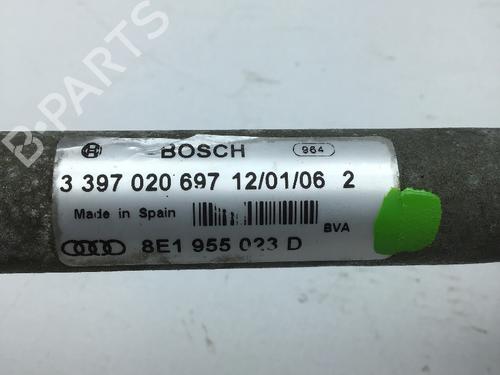 B-PARTS
BOSCH 964
3 397 020 697 12/01/06 2
Made in Spain
BVA
8E1 955 023 D